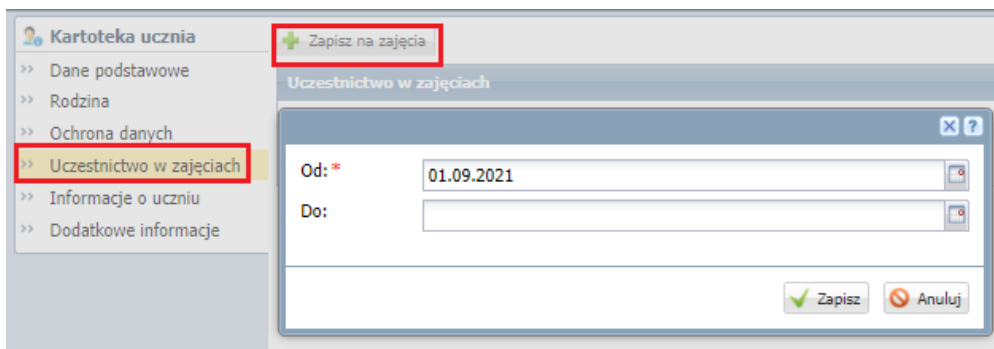 Kartoteka ucznia
Dane podstawowe
Rodzina
Ochrona danych
Uczestnictwo w zajęciach
Informacje o uczniu
Dodatkowe informacje
Zapisz na zajęcia
Uczestnictwo w zajęciach
Od: *
01.09.2021
Do:
Zapisz
Anuluj